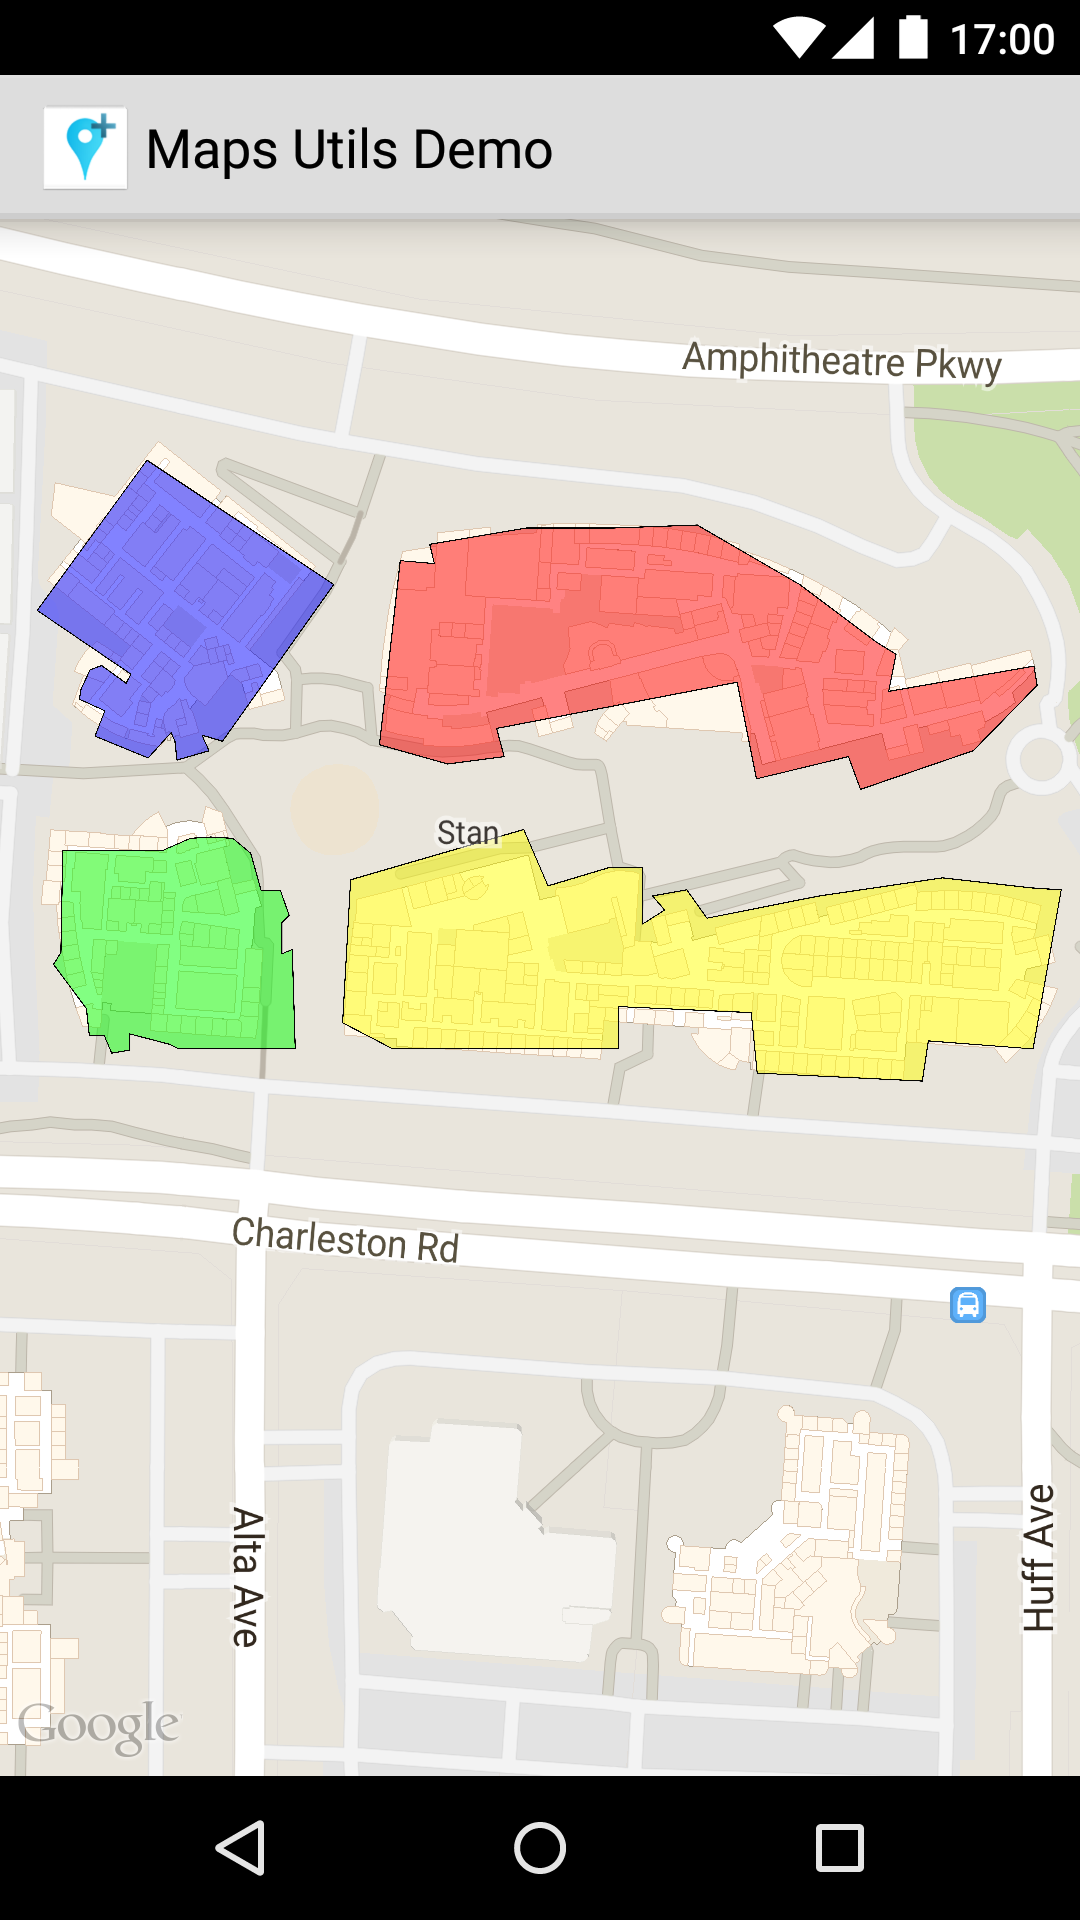 17:00
Maps Utils Demo
Amphitheatre Pkwy
Stan
Charleston Rd
Alta Ave
Huff Ave
Google